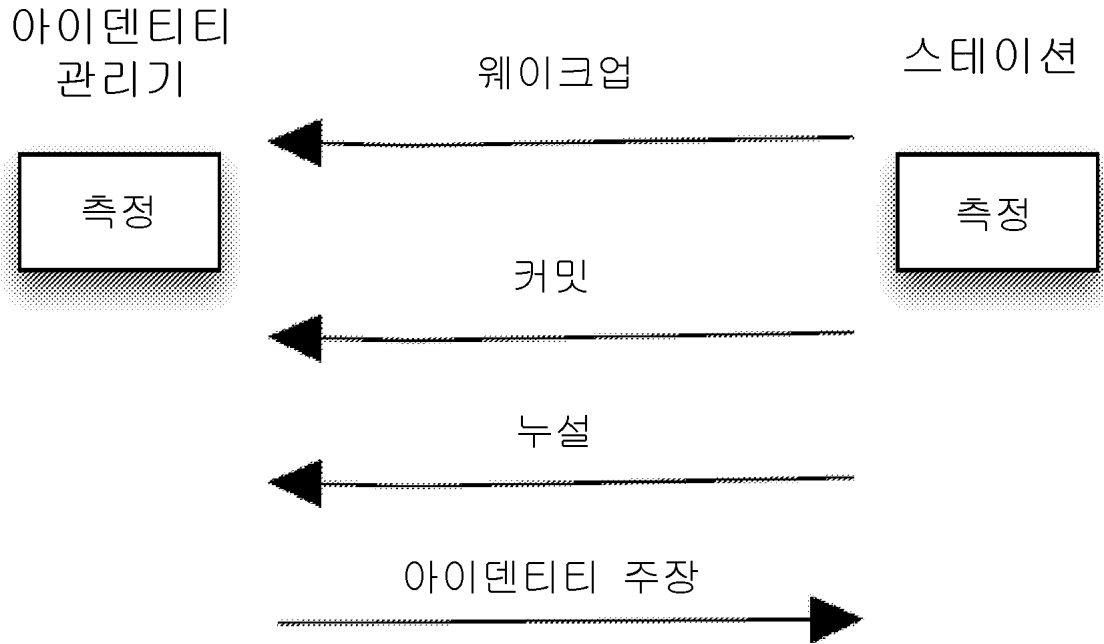 아이덴티티
관리기
스테이션
웨이크업
측정
측정
커밋
누설
아이덴티티 주장